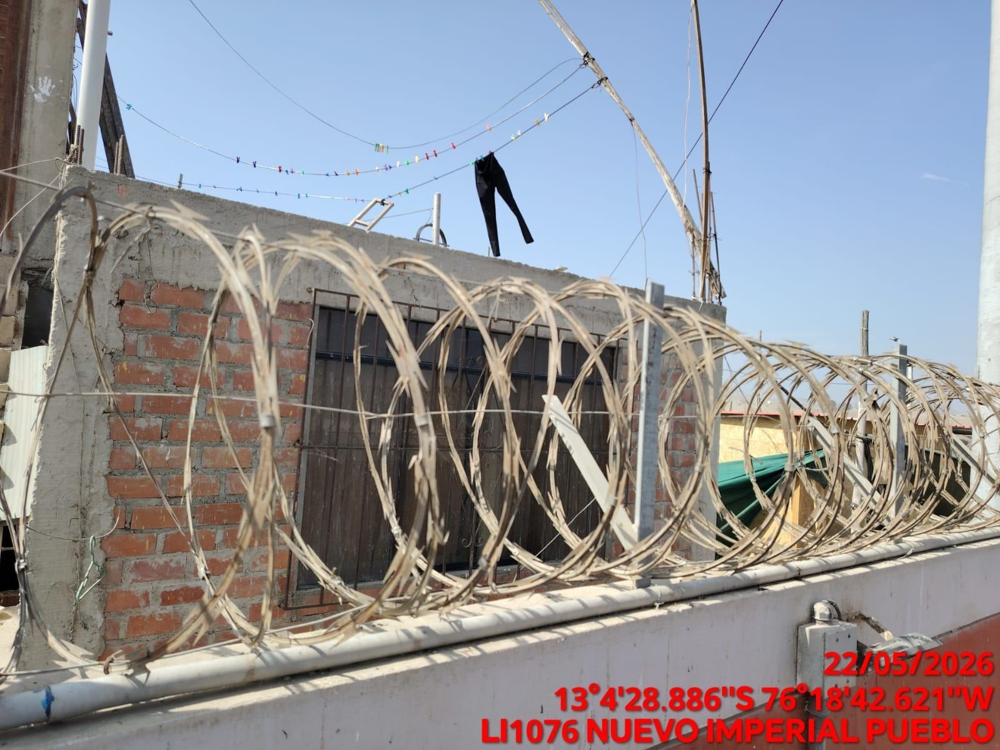 22/05/2026
13°4'28.886"S 76°18'42.621"W
LI1076 NUEVO IMPERIAL PUEBLO